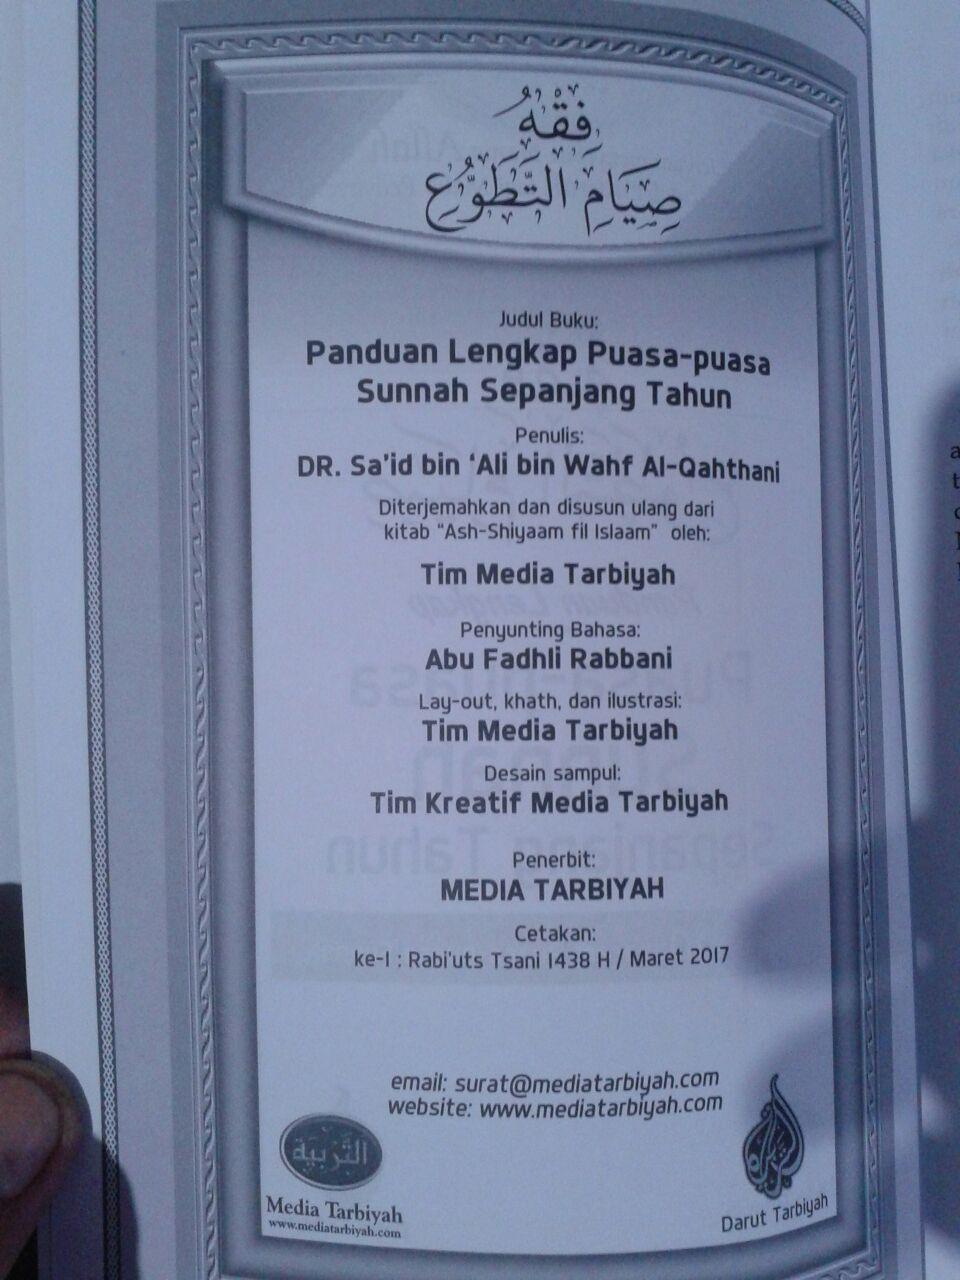 فِقْهُ
صِيَامِ التَّطَوُّعِ
Judul Buku:
Panduan Lengkap Puasa-puasa
Sunnah Sepanjang Tahun
Penulis:
DR. Sa'id bin 'Ali bin Wahf Al-Qahthani
Diterjemahkan dan disusun ulang dari
kitab "Ash-Shiyaam fil Islaam" oleh:
Tim Media Tarbiyah
Penyunting Bahasa:
Abu Fadhli Rabbani
Lay-out, khath, dan ilustrasi:
Tim Media Tarbiyah
Desain sampul:
Tim Kreatif Media Tarbiyah
Penerbit:
MEDIA TARBIYAH
Cetakan:
ke-I : Rabi'uts Tsani 1438 H / Maret 2017
email: surat@mediatarbiyah.com
website: www.mediatarbiyah.com
التَّرْبِيَة
Media Tarbiyah
www.mediatarbiyah.com
Darut Tarbiyah